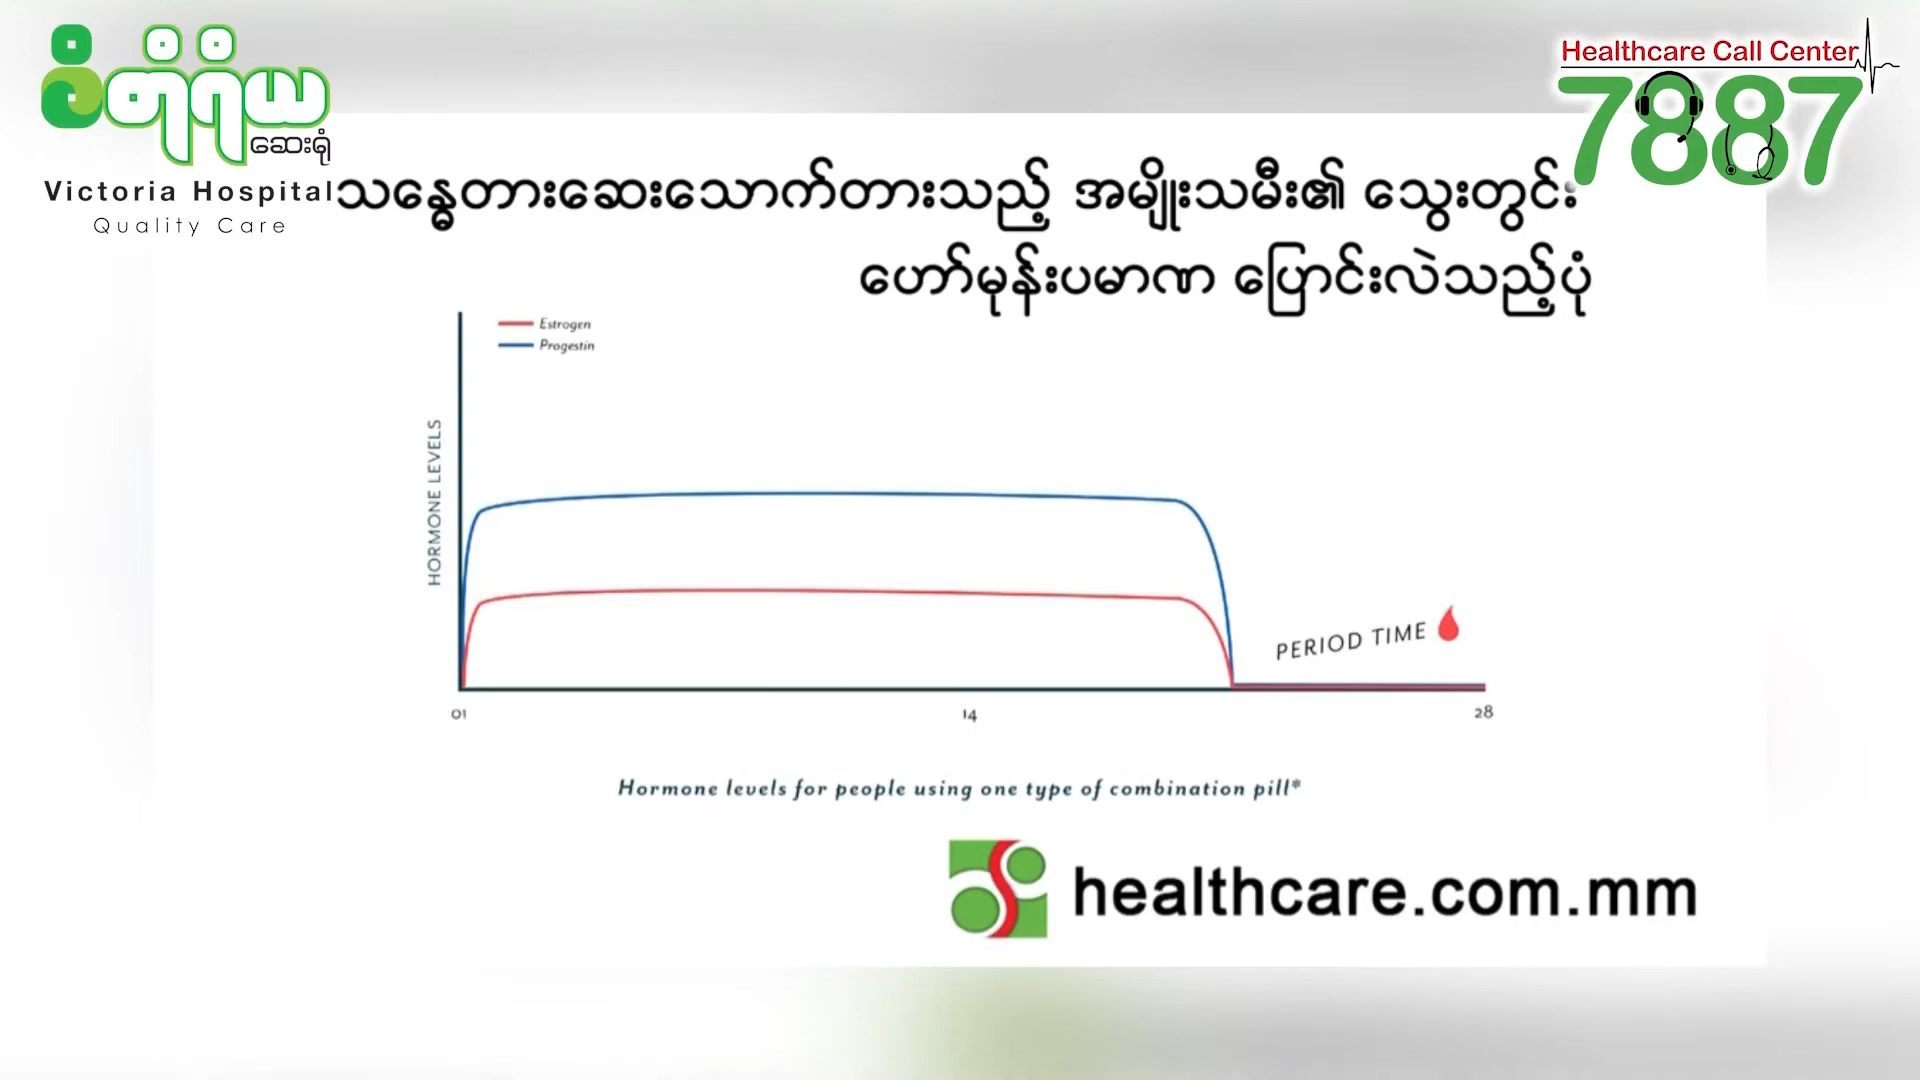 ဝိတိုရိယ
ဆေးရုံ
Victoria Hospital
Quality Care
Healthcare Call Center
7887
သန္ဓေတားဆေးသောက်တားသည့် အမျိုးသမီး၏ သွေးတွင်း
ဟော်မုန်းပမာဏ ပြောင်းလဲသည့်ပုံ
Estrogen
Progestin
HORMONE LEVELS
PERIOD TIME
01 14 28
Hormone levels for people using one type of combination pill*
healthcare.com.mm